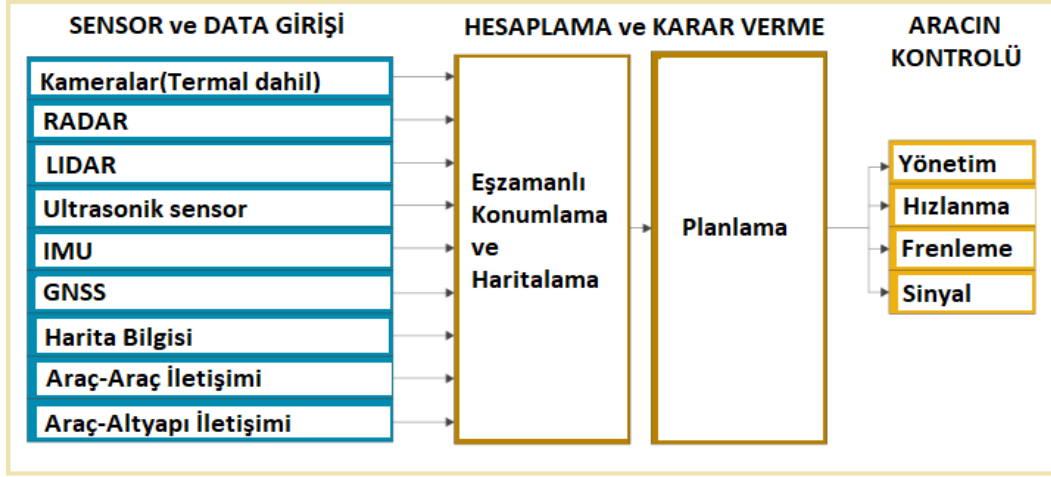 SENSOR ve DATA GİRİŞİ
Kameralar(Termal dahil)
RADAR
LIDAR
Ultrasonik sensor
IMU
GNSS
Harita Bilgisi
Araç-Araç İletişimi
Araç-Altyapı İletişimi
HESAPLAMA ve KARAR VERME
Eşzamanlı
Konumlama
ve
Haritalama
Planlama
ARACIN
KONTROLÜ
Yönetim
Hızlanma
Frenleme
Sinyal